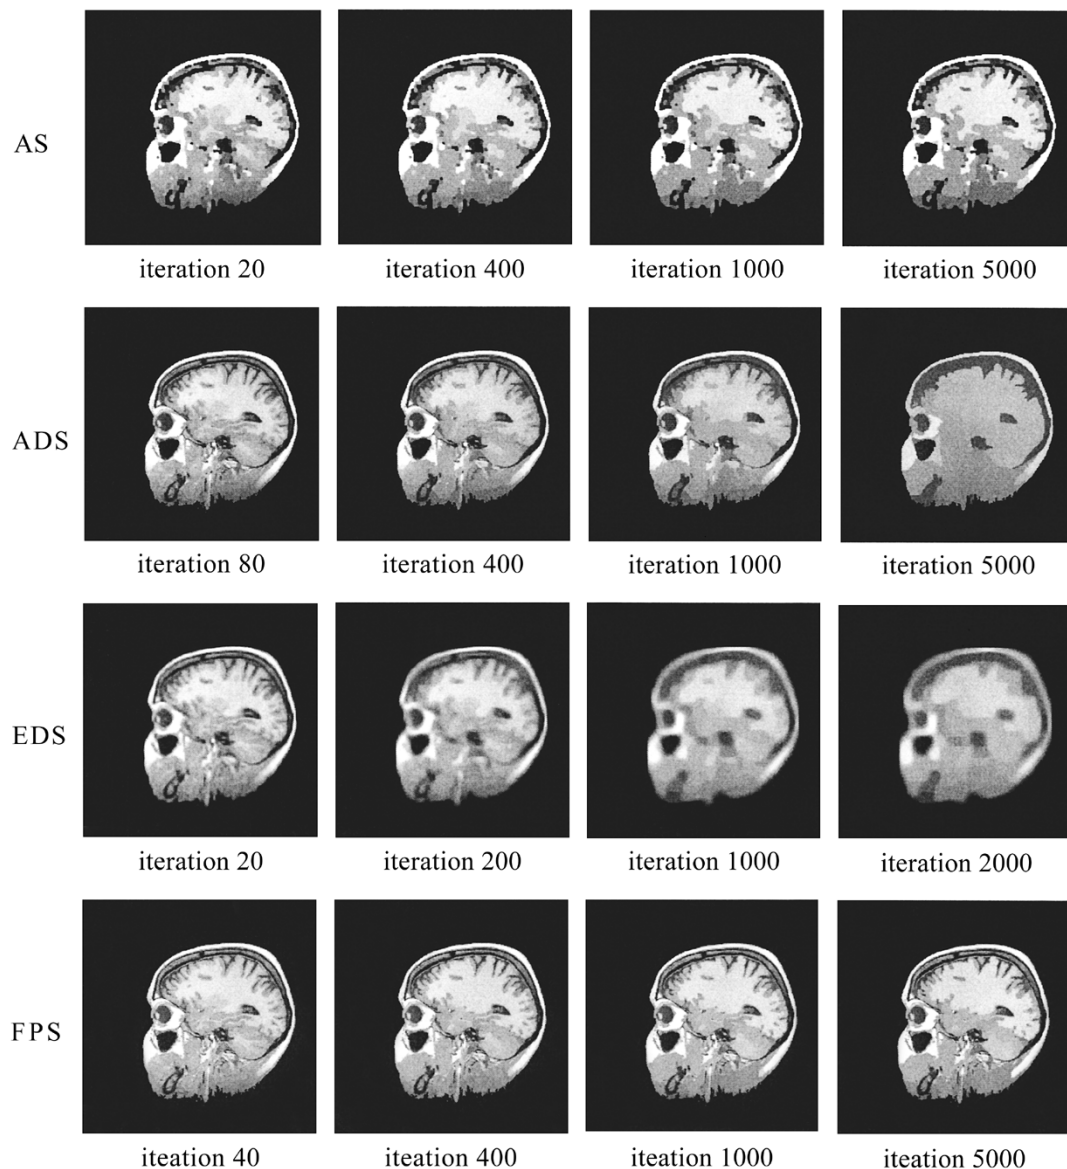 AS
iteration 20 iteration 400 iteration 1000 iteration 5000
ADS
iteration 80 iteration 400 iteration 1000 iteration 5000
EDS
iteration 20 iteration 200 iteration 1000 iteration 2000
FPS
iteation 40 iteation 400 iteation 1000 iteation 5000